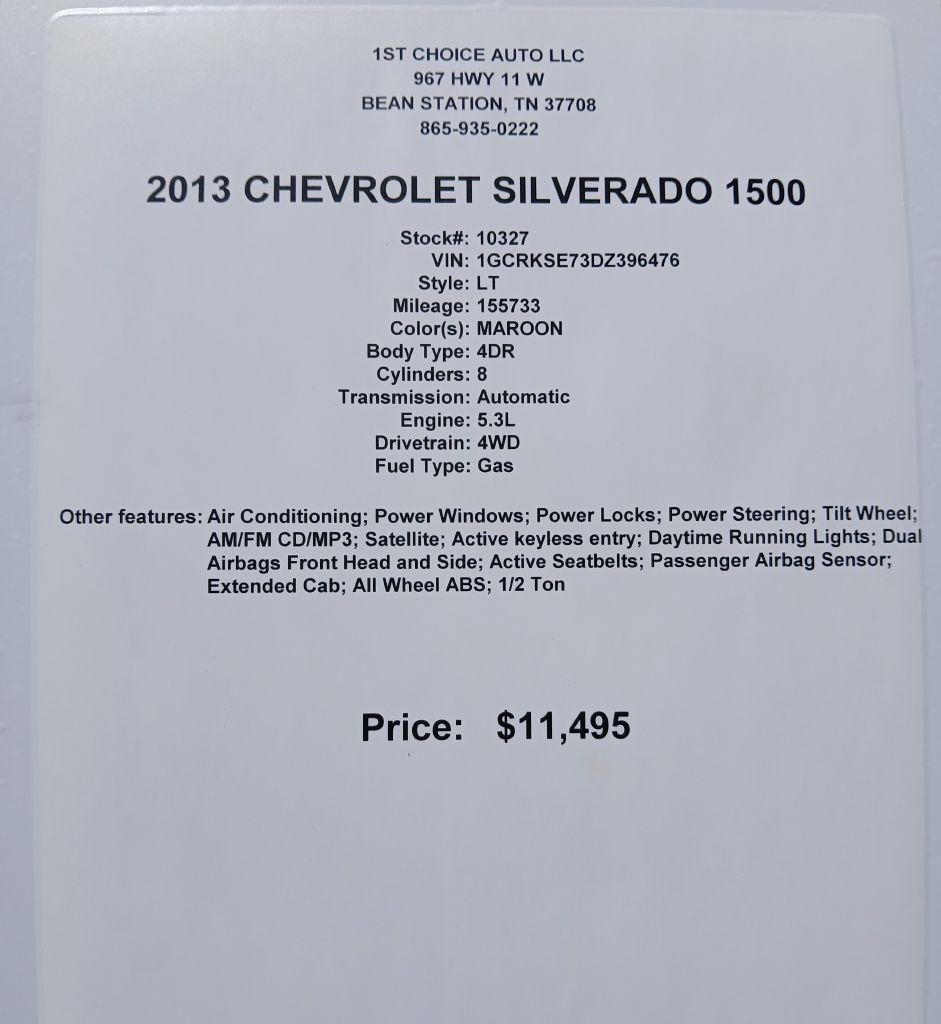 1ST CHOICE AUTO LLC
967 HWY 11 W
BEAN STATION, TN 37708
865-935-0222
2013 CHEVROLET SILVERADO 1500
Stock#: 10327
VIN: 1GCRKSE73DZ396476
Style: LT
Mileage: 155733
Color(s): MAROON
Body Type: 4DR
Cylinders: 8
Transmission: Automatic
Engine: 5.3L
Drivetrain: 4WD
Fuel Type: Gas
Other features: Air Conditioning; Power Windows; Power Locks; Power Steering; Tilt Wheel;
AM/FM CD/MP3; Satellite; Active keyless entry; Daytime Running Lights; Dual
Airbags Front Head and Side; Active Seatbelts; Passenger Airbag Sensor;
Extended Cab; All Wheel ABS; 1/2 Ton
Price: $11,495